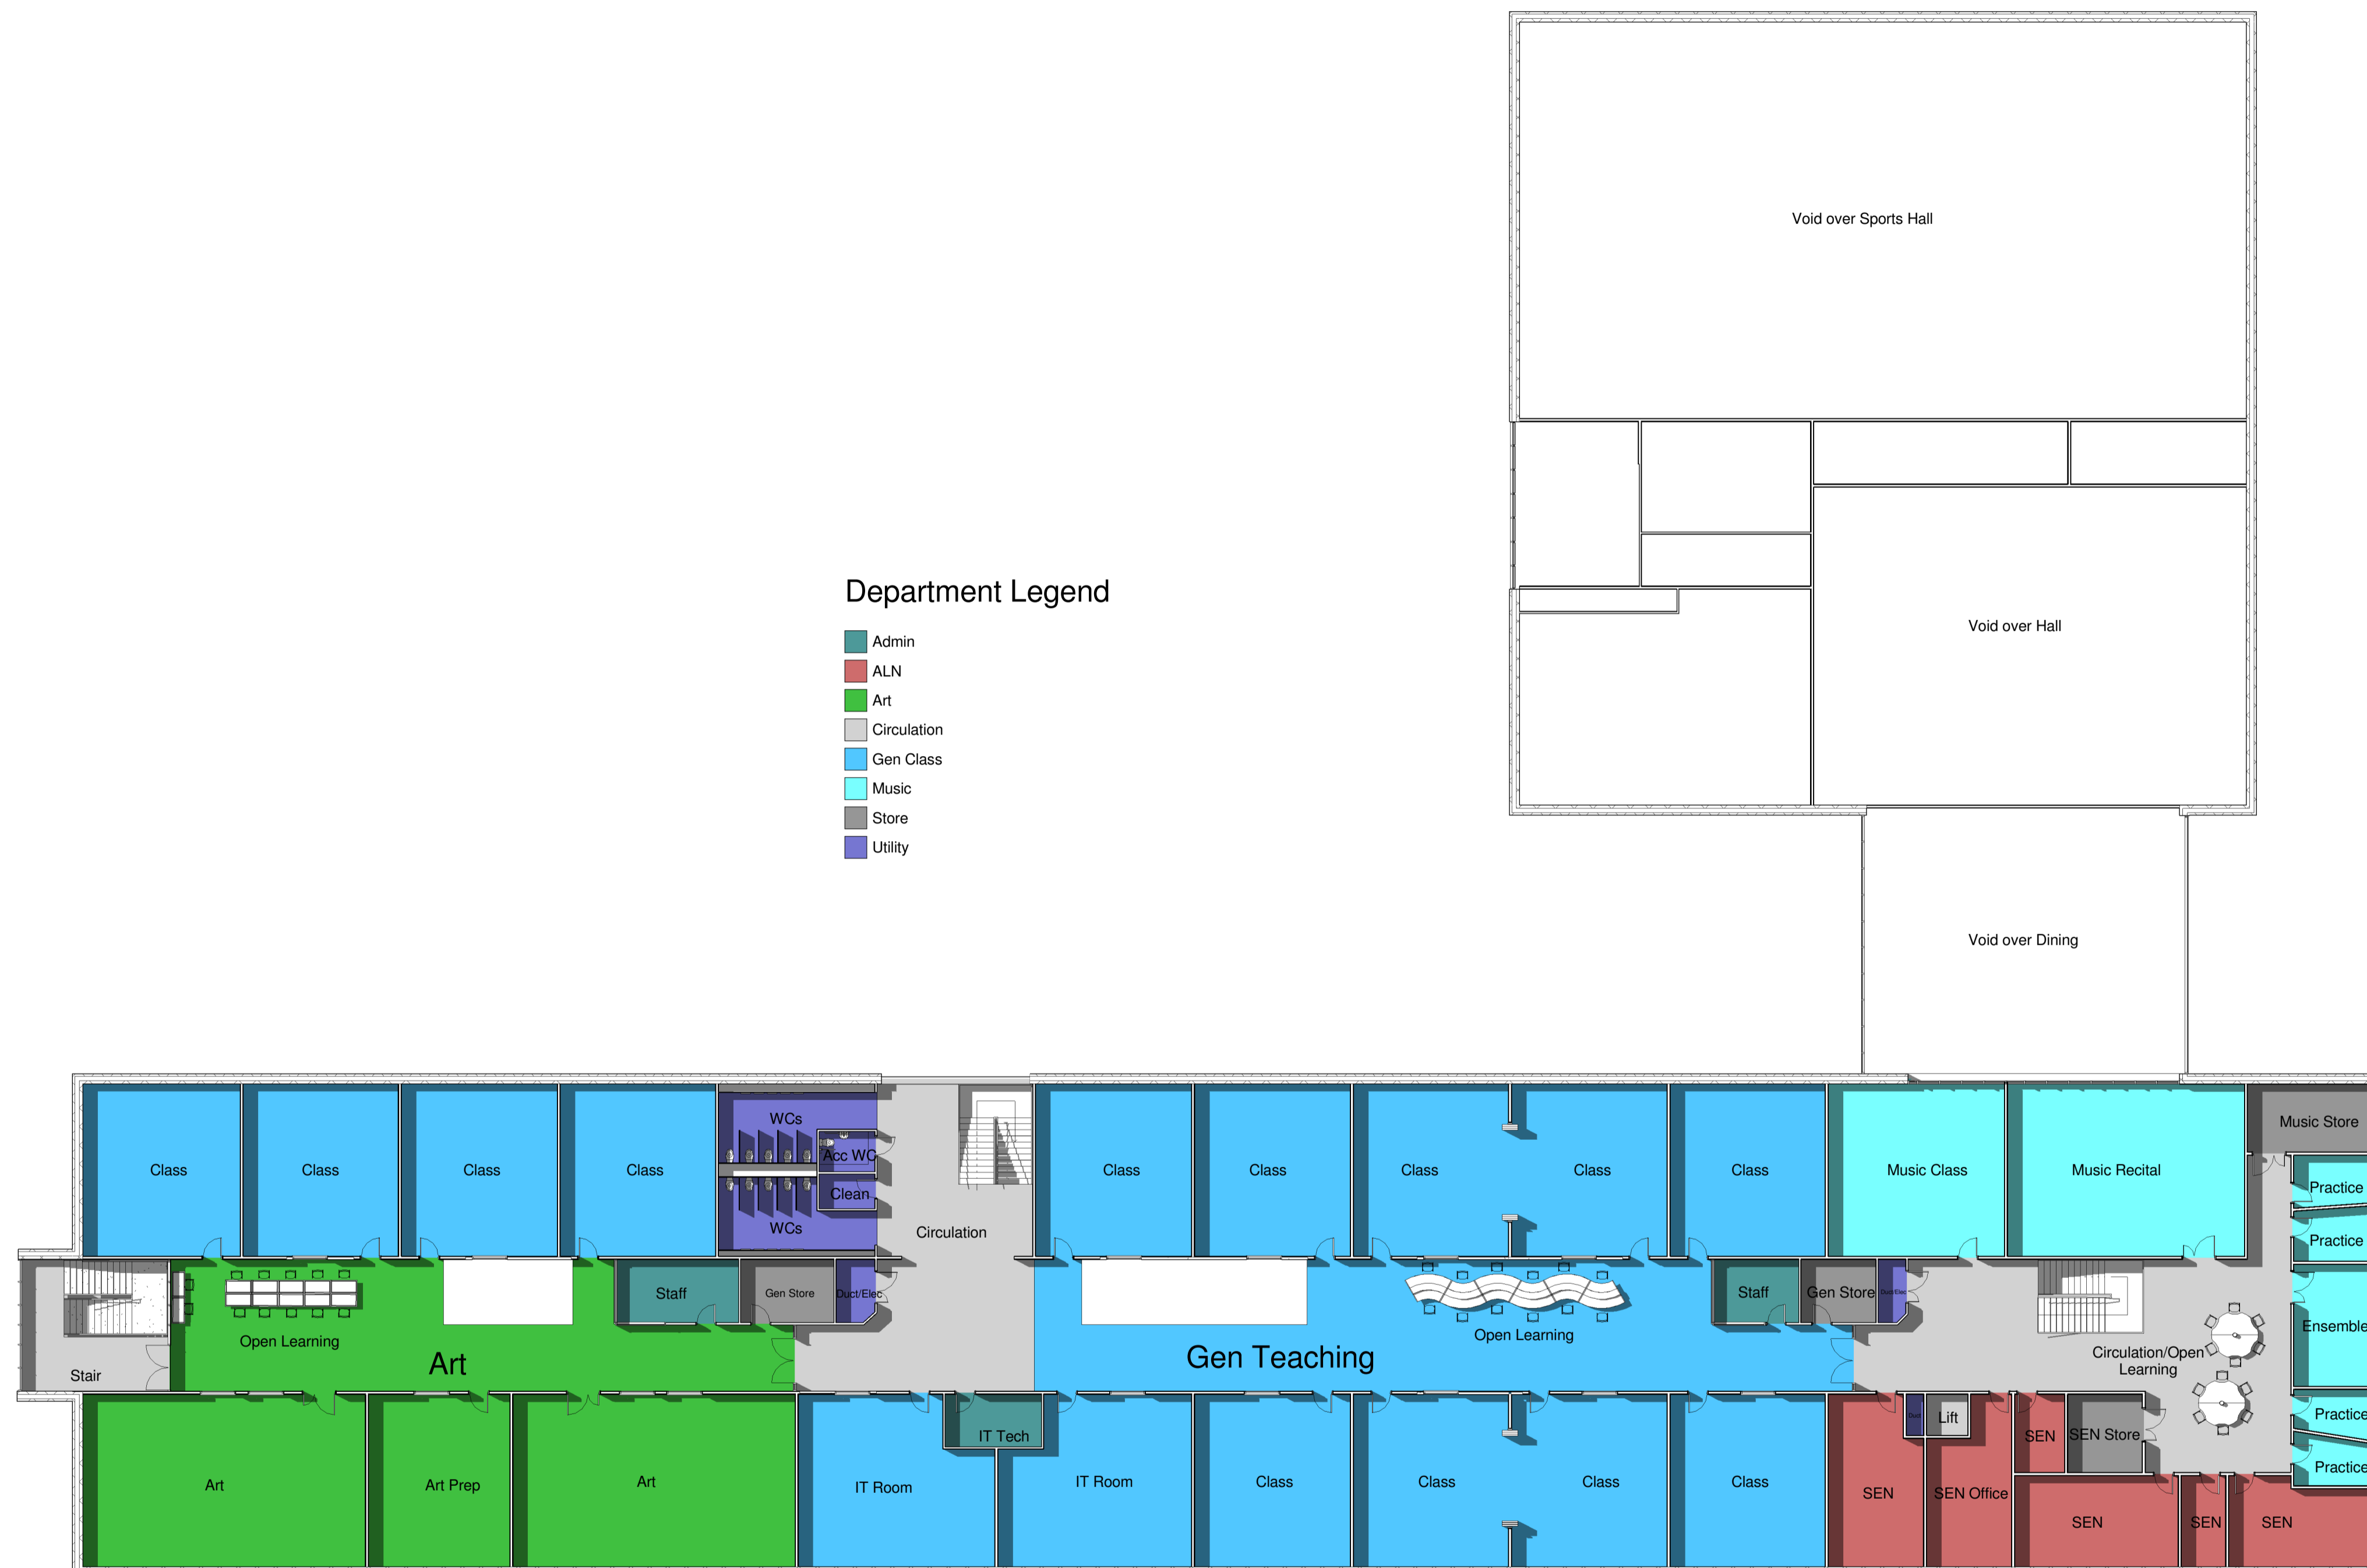 Void over Sports Hall
Department Legend
Admin
ALN
Art
Circulation
Gen Class
Music
Store
Utility
Void over Hall
Void over Dining
WCs
Music Store
Class
Class
Class
Class
Acc WC
Class
Class
Class
Class
Class
Music Class
Music Recital
Practice
Clean
WCs
Circulation
Practice
Staff
Gen Store
Duct/Elec
Staff
Gen Store
Duct/Elec
Open Learning
Open Learning
Ensemble
Stair
Art
Gen Teaching
Circulation/Open
Learning
IT Tech
Duct
Lift
SEN
SEN Store
Practice
Art
Art Prep
Art
IT Room
IT Room
Class
Class
Class
Class
SEN
SEN Office
Practice
SEN
SEN
SEN